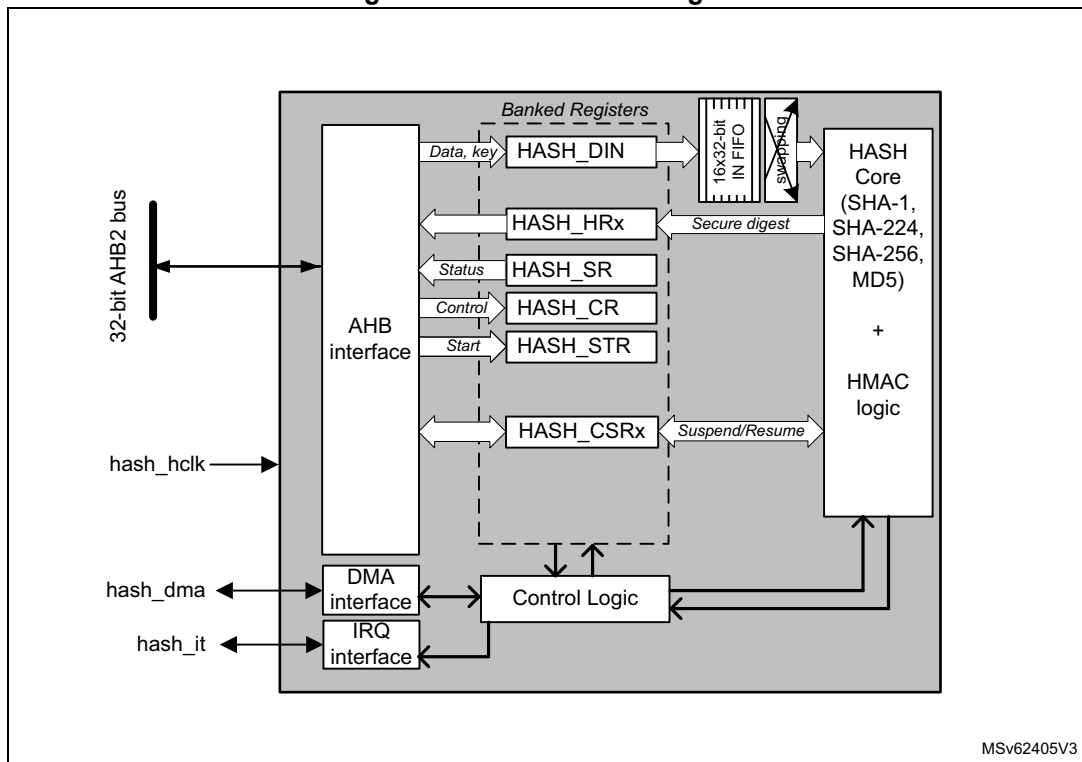 Banked Registers
Data, key
HASH_DIN
16x32-bit
IN FIFO
swapping
HASH
Core
(SHA-1,
SHA-224,
SHA-256,
MD5)
+
HMAC
logic
HASH_HRx
Secure digest
Status
HASH_SR
Control
HASH_CR
Start
HASH_STR
32-bit AHB2 bus
AHB
interface
HASH_CSRx
Suspend/Resume
hash_hclk
hash_dma
DMA
interface
Control Logic
hash_it
IRQ
interface
MSv62405V3